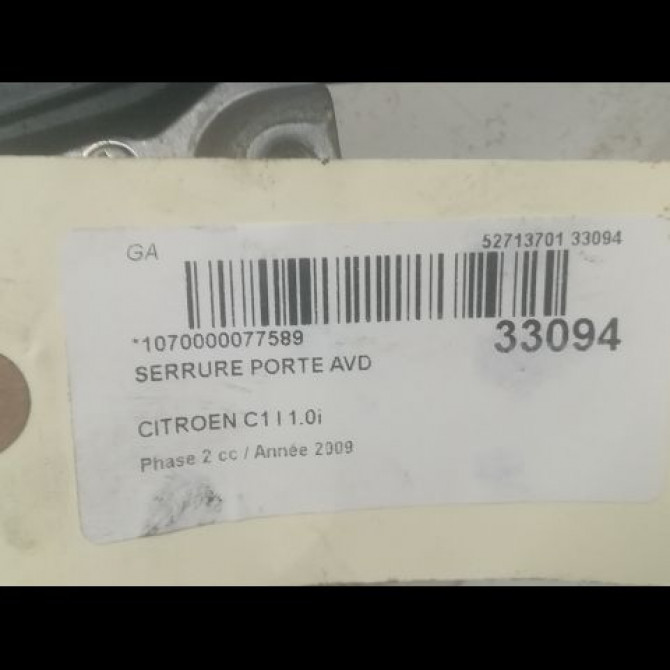 GA
52713701 33094
*1070000077589
33094
SERRURE PORTE AVD
CITROEN C1 I 1.0i
Phase 2 cc / Année 2009